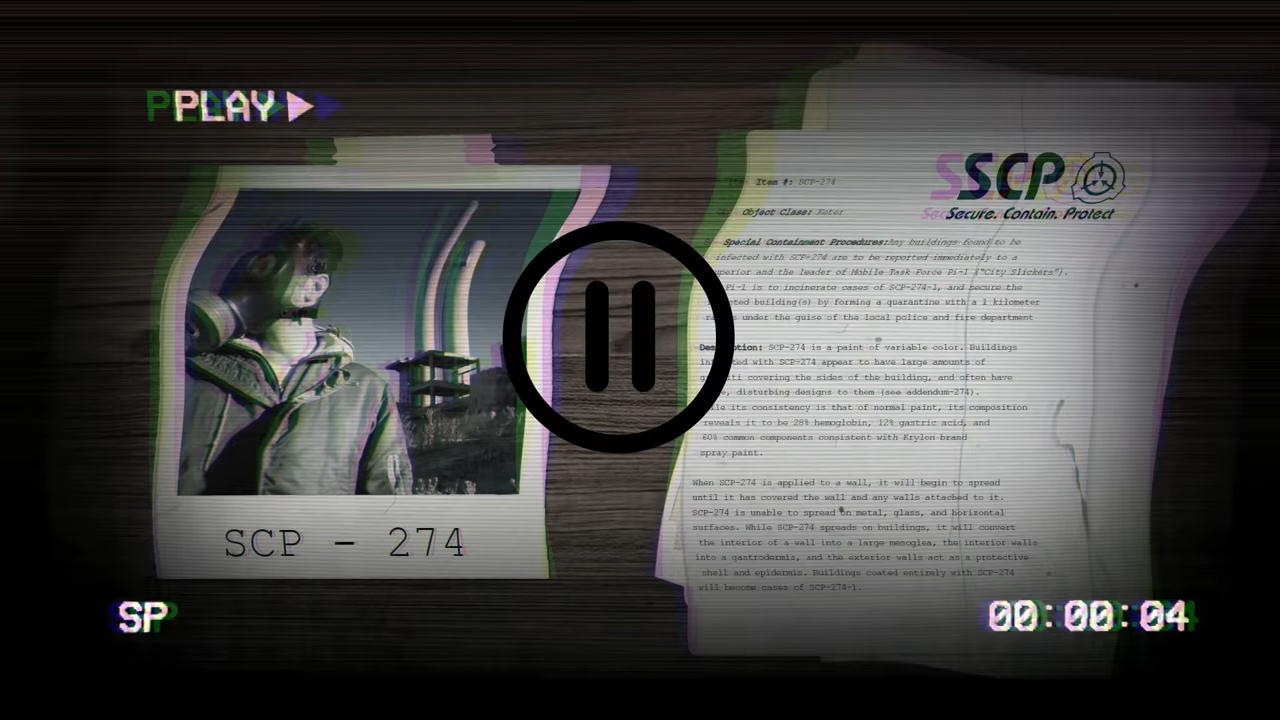 PLAY
SCP
Secure. Contain. Protect
Item #: SCP-274
Object Class: Keter
Special Containment Procedures: Any buildings found to be
infected with SCP-274 are to be reported immediately to a
superior and the leader of Mobile Task Force Pi-1 ("City Slickers").
Pi-1 is to incinerate cases of SCP-274-1, and secure the
building(s) by forming a quarantine with a 1 kilometer
under the guise of the local police and fire department
Description: SCP-274 is a paint of variable color. Buildings
infected with SCP-274 appear to have large amounts of
covering the sides of the building, and often have
disturbing designs to them (see addendum-274).
its consistency is that of normal paint, its composition
reveals it to be 28% hemoglobin, 12% gastric acid, and
60% common components consistent with Krylon brand
spray paint.
When SCP-274 is applied to a wall, it will begin to spread
until it has covered the wall and any walls attached to it.
SCP-274 is unable to spread on metal, glass, and horizontal
surfaces. While SCP-274 spreads on buildings, it will convert
the interior of a wall into a large mesoglea, the interior walls
into a gastrodermis, and the exterior walls act as a protective
shell and epidermis. Buildings coated entirely with SCP-274
will become cases of SCP-274-1.
SCP - 274
SP
00:00:04